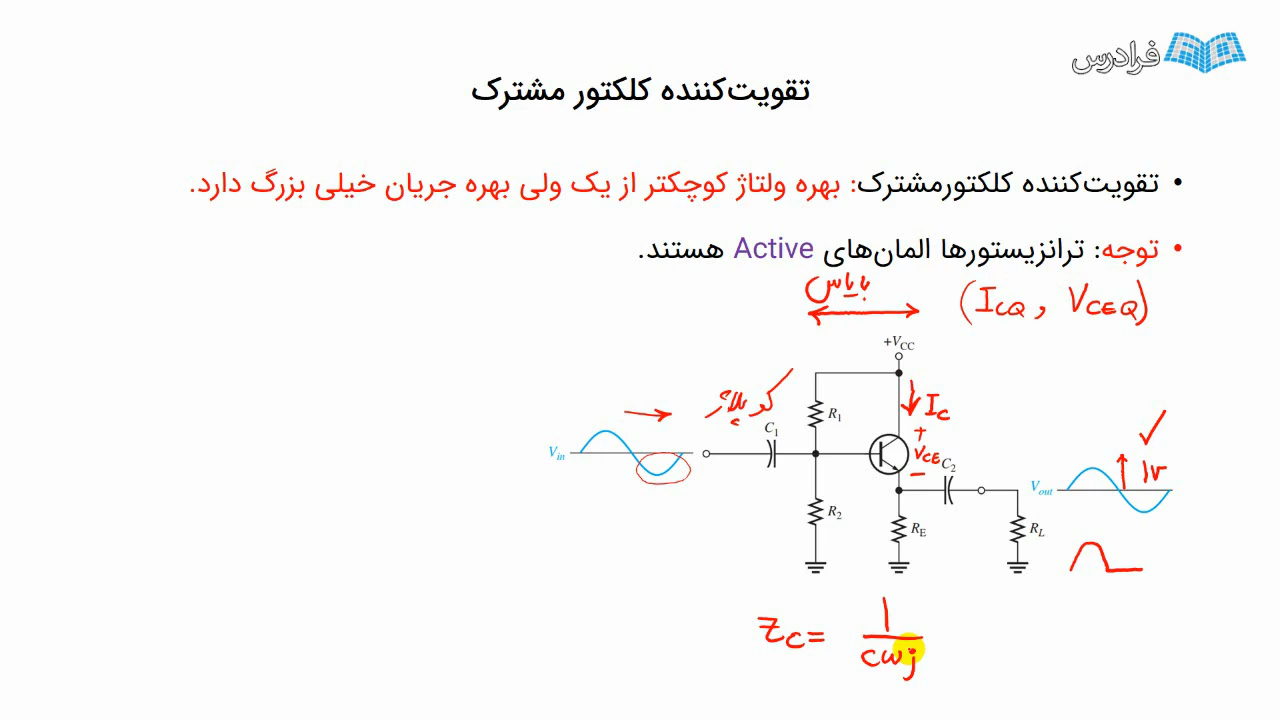 فرادرس
تقویت‌کننده کلکتور مشترک
• تقویت‌کننده کلکتورمشترک: بهره ولتاژ کوچکتر از یک ولی بهره جریان خیلی بزرگ دارد.
• توجه: ترانزیستورها المان‌های Active هستند.
بایاس
(ICQ , VCEQ)
+VCC
کوپلاژ
R1
IC
C1
Vin
+
VCE
−
C2
1V
Vout
R2
RE
RL
ZC= 1/cωj